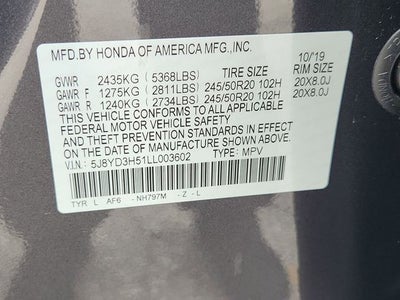 MFD.BY HONDA OF AMERICA MFG.,INC. 10/'19
GVWR 2435KG (5368LBS) TIRE SIZE RIM SIZE
GAWR F 1275KG (2811LBS) 245/50R20 102H 20X8.0J
GAWR R 1240KG (2734LBS) 245/50R20 102H 20X8.0J
THIS VEHICLE CONFORMS TO ALL APPLICABLE
FEDERAL MOTOR VEHICLE SAFETY
AND THEFT PREVENTION STANDARDS IN EFFECT
ON THE DATE OF MANUFACTURE SHOWN ABOVE.
V.I.N: 5J8YD3H51LL003602 TYPE: MPV
TYR L AF6 -NH797M -Z -L